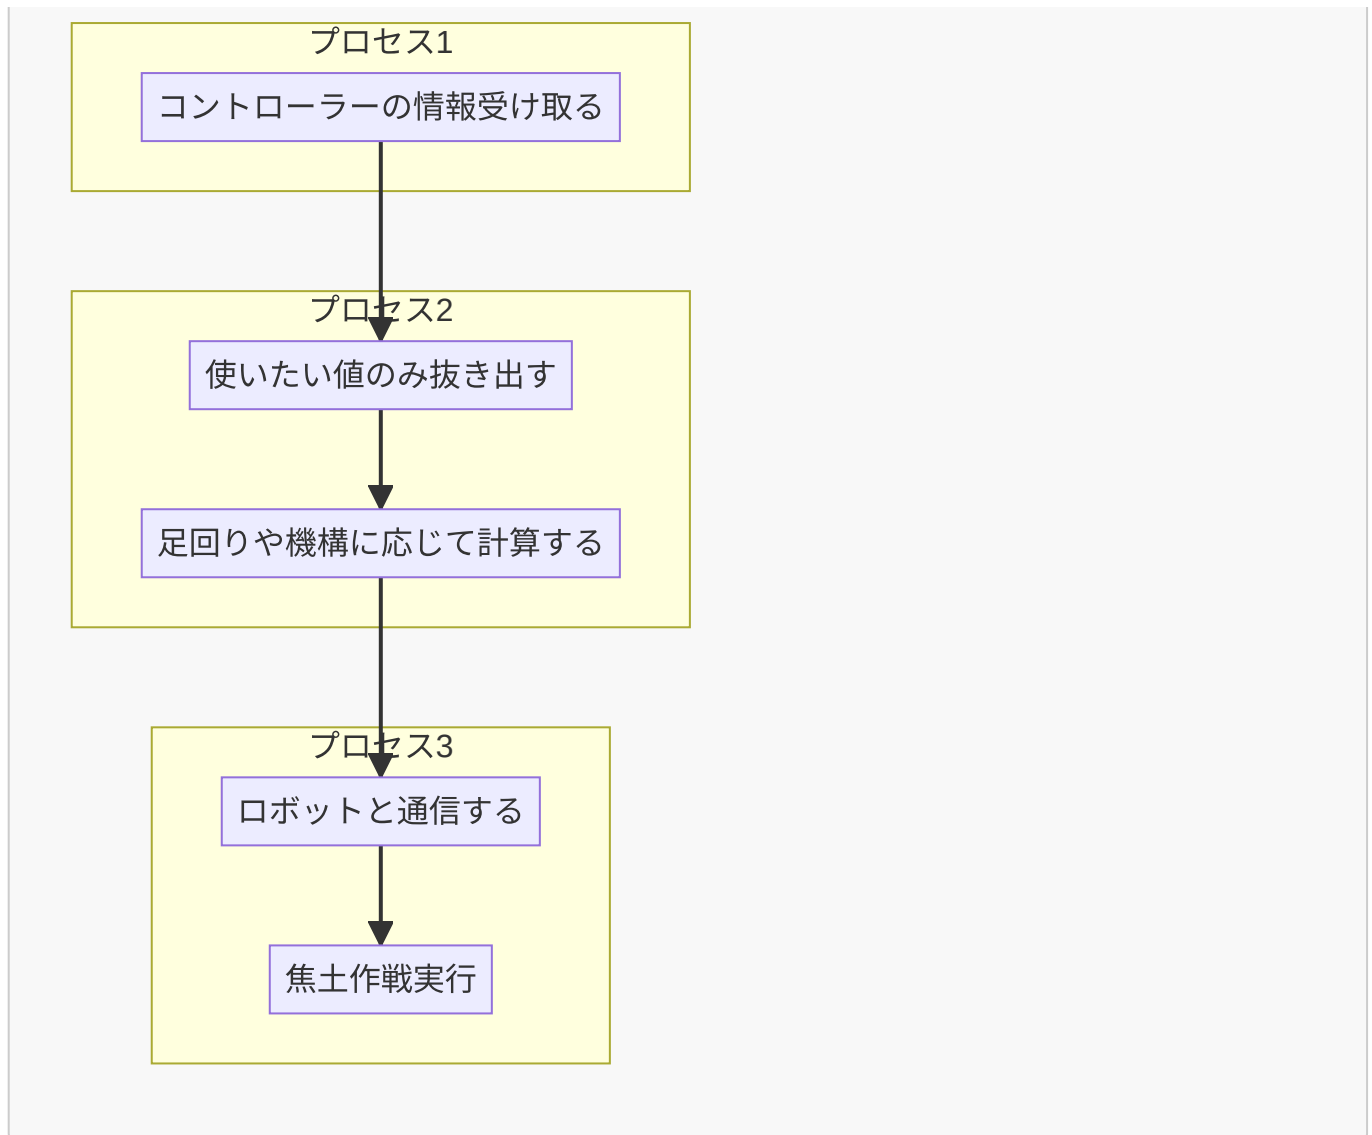 プロセス1
コントローラーの情報受け取る
プロセス2
使いたい値のみ抜き出す
足回りや機構に応じて計算する
プロセス3
ロボットと通信する
焦土作戦実行